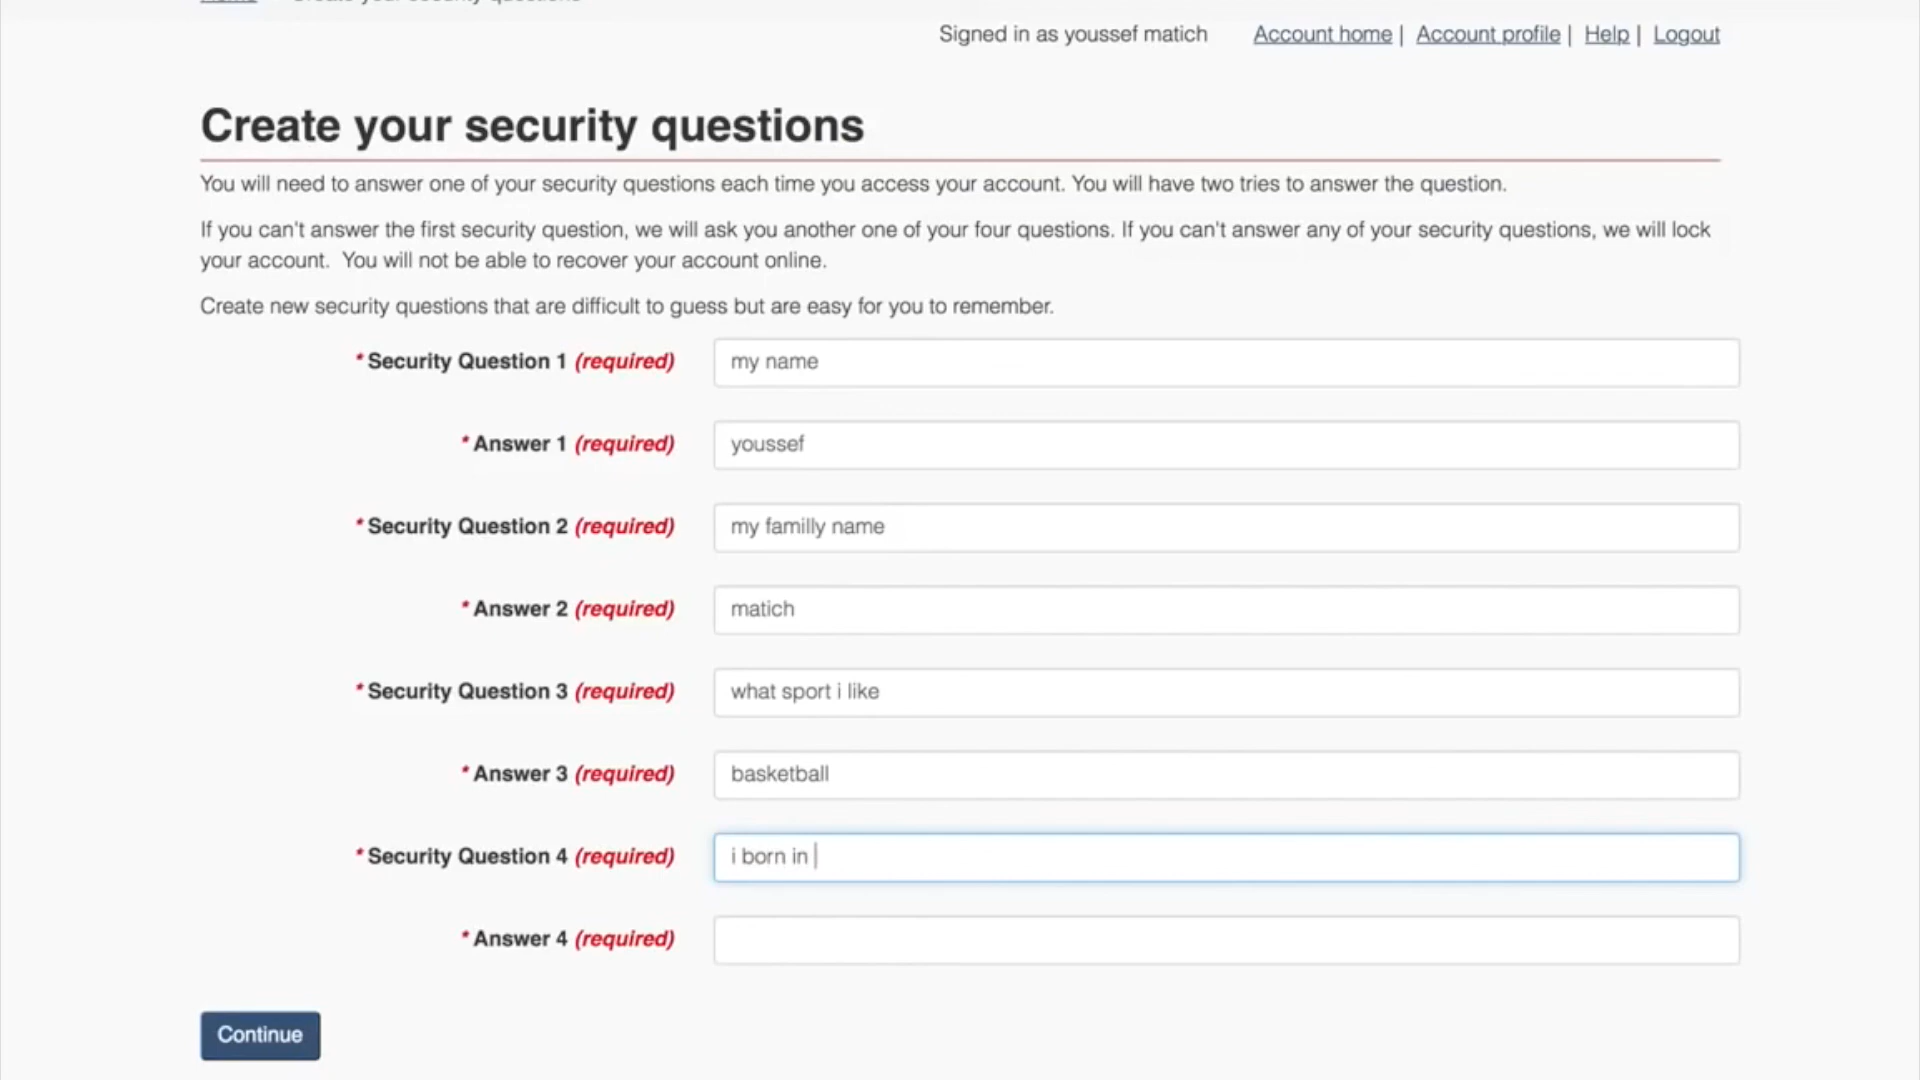 Signed in as youssef matich Account home | Account profile | Help | Logout
Create your security questions
You will need to answer one of your security questions each time you access your account. You will have two tries to answer the question.
If you can't answer the first security question, we will ask you another one of your four questions. If you can't answer any of your security questions, we will lock
your account. You will not be able to recover your account online.
Create new security questions that are difficult to guess but are easy for you to remember.
* Security Question 1 (required) my name
* Answer 1 (required) youssef
* Security Question 2 (required) my familly name
* Answer 2 (required) matich
* Security Question 3 (required) what sport i like
* Answer 3 (required) basketball
* Security Question 4 (required) i born in
* Answer 4 (required)
Continue